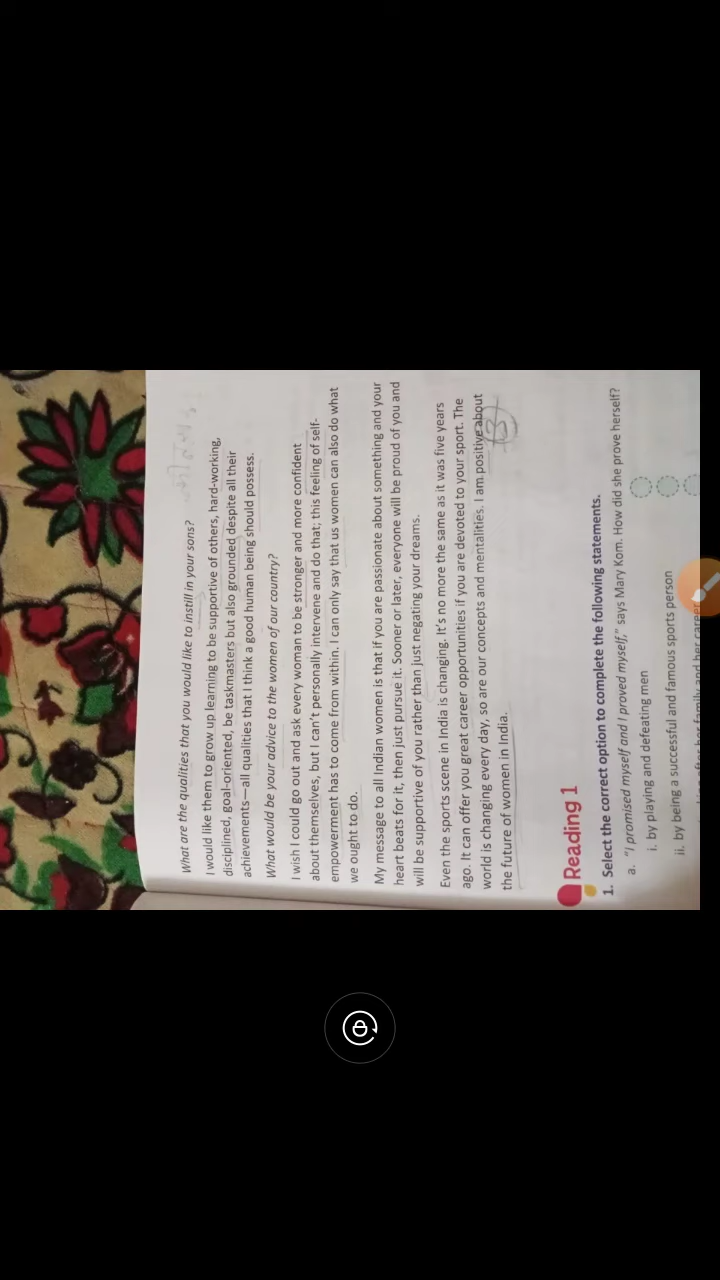 What are the qualities that you would like to instill in your sons?
I would like them to grow up learning to be supportive of others, hard-working,
disciplined, goal-oriented, be taskmasters but also grounded despite all their
achievements—all qualities that I think a good human being should possess.
What would be your advice to the women of our country?
I wish I could go out and ask every woman to be stronger and more confident
about themselves, but I can't personally intervene and do that; this feeling of self-
empowerment has to come from within. I can only say that us women can also do what
we ought to do.
My message to all Indian women is that if you are passionate about something and your
heart beats for it, then just pursue it. Sooner or later, everyone will be proud of you and
will be supportive of you rather than just negating your dreams.
Even the sports scene in India is changing. It's no more the same as it was five years
ago. It can offer you great career opportunities if you are devoted to your sport. The
world is changing every day, so are our concepts and mentalities. I am positive about
the future of women in India.
Reading 1
1. Select the correct option to complete the following statements.
a. "I promised myself and I proved myself," says Mary Kom. How did she prove herself?
i. by playing and defeating men
ii. by being a successful and famous sports person
her family and her career